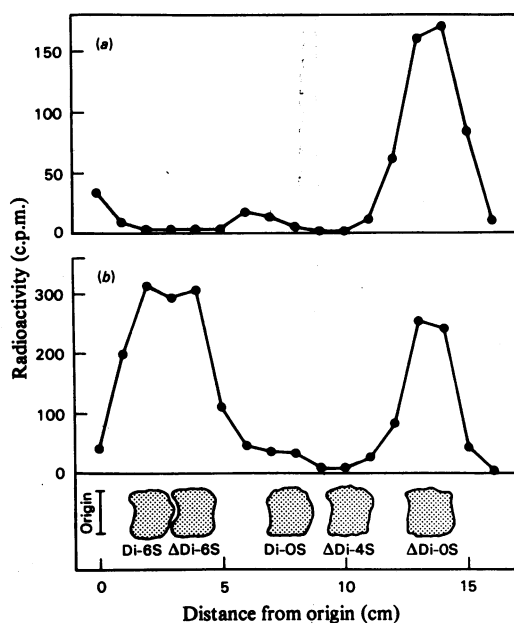 (a)
150
100
50
0
Radioactivity (c.p.m.)
(b)
300
200
100
0
Origin
Di-6S ΔDi-6S Di-OS ΔDi-4S ΔDi-OS
0 5 10 15
Distance from origin (cm)